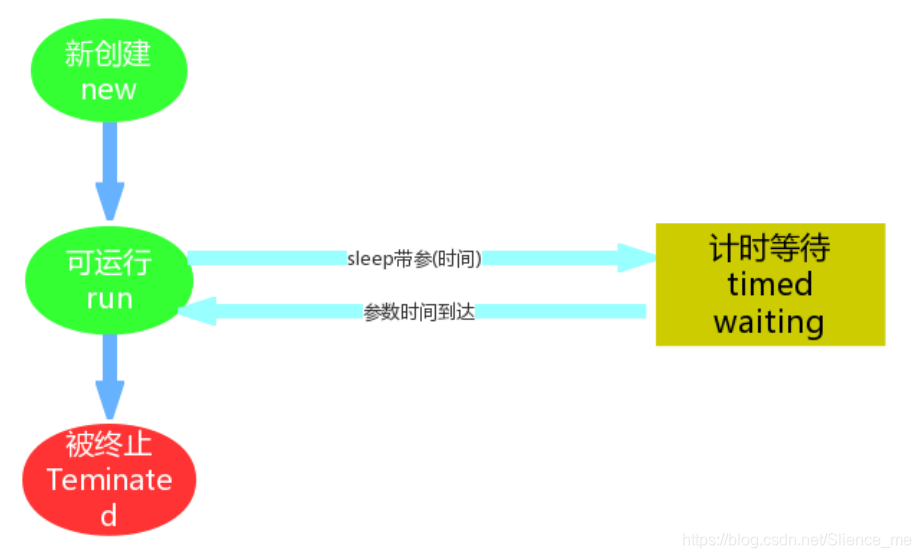 新创建
new
可运行
run
sleep带参(时间)
参数时间到达
计时等待
timed
waiting
被终止
Teminate
d
https://blog.csdn.net/Silence_me